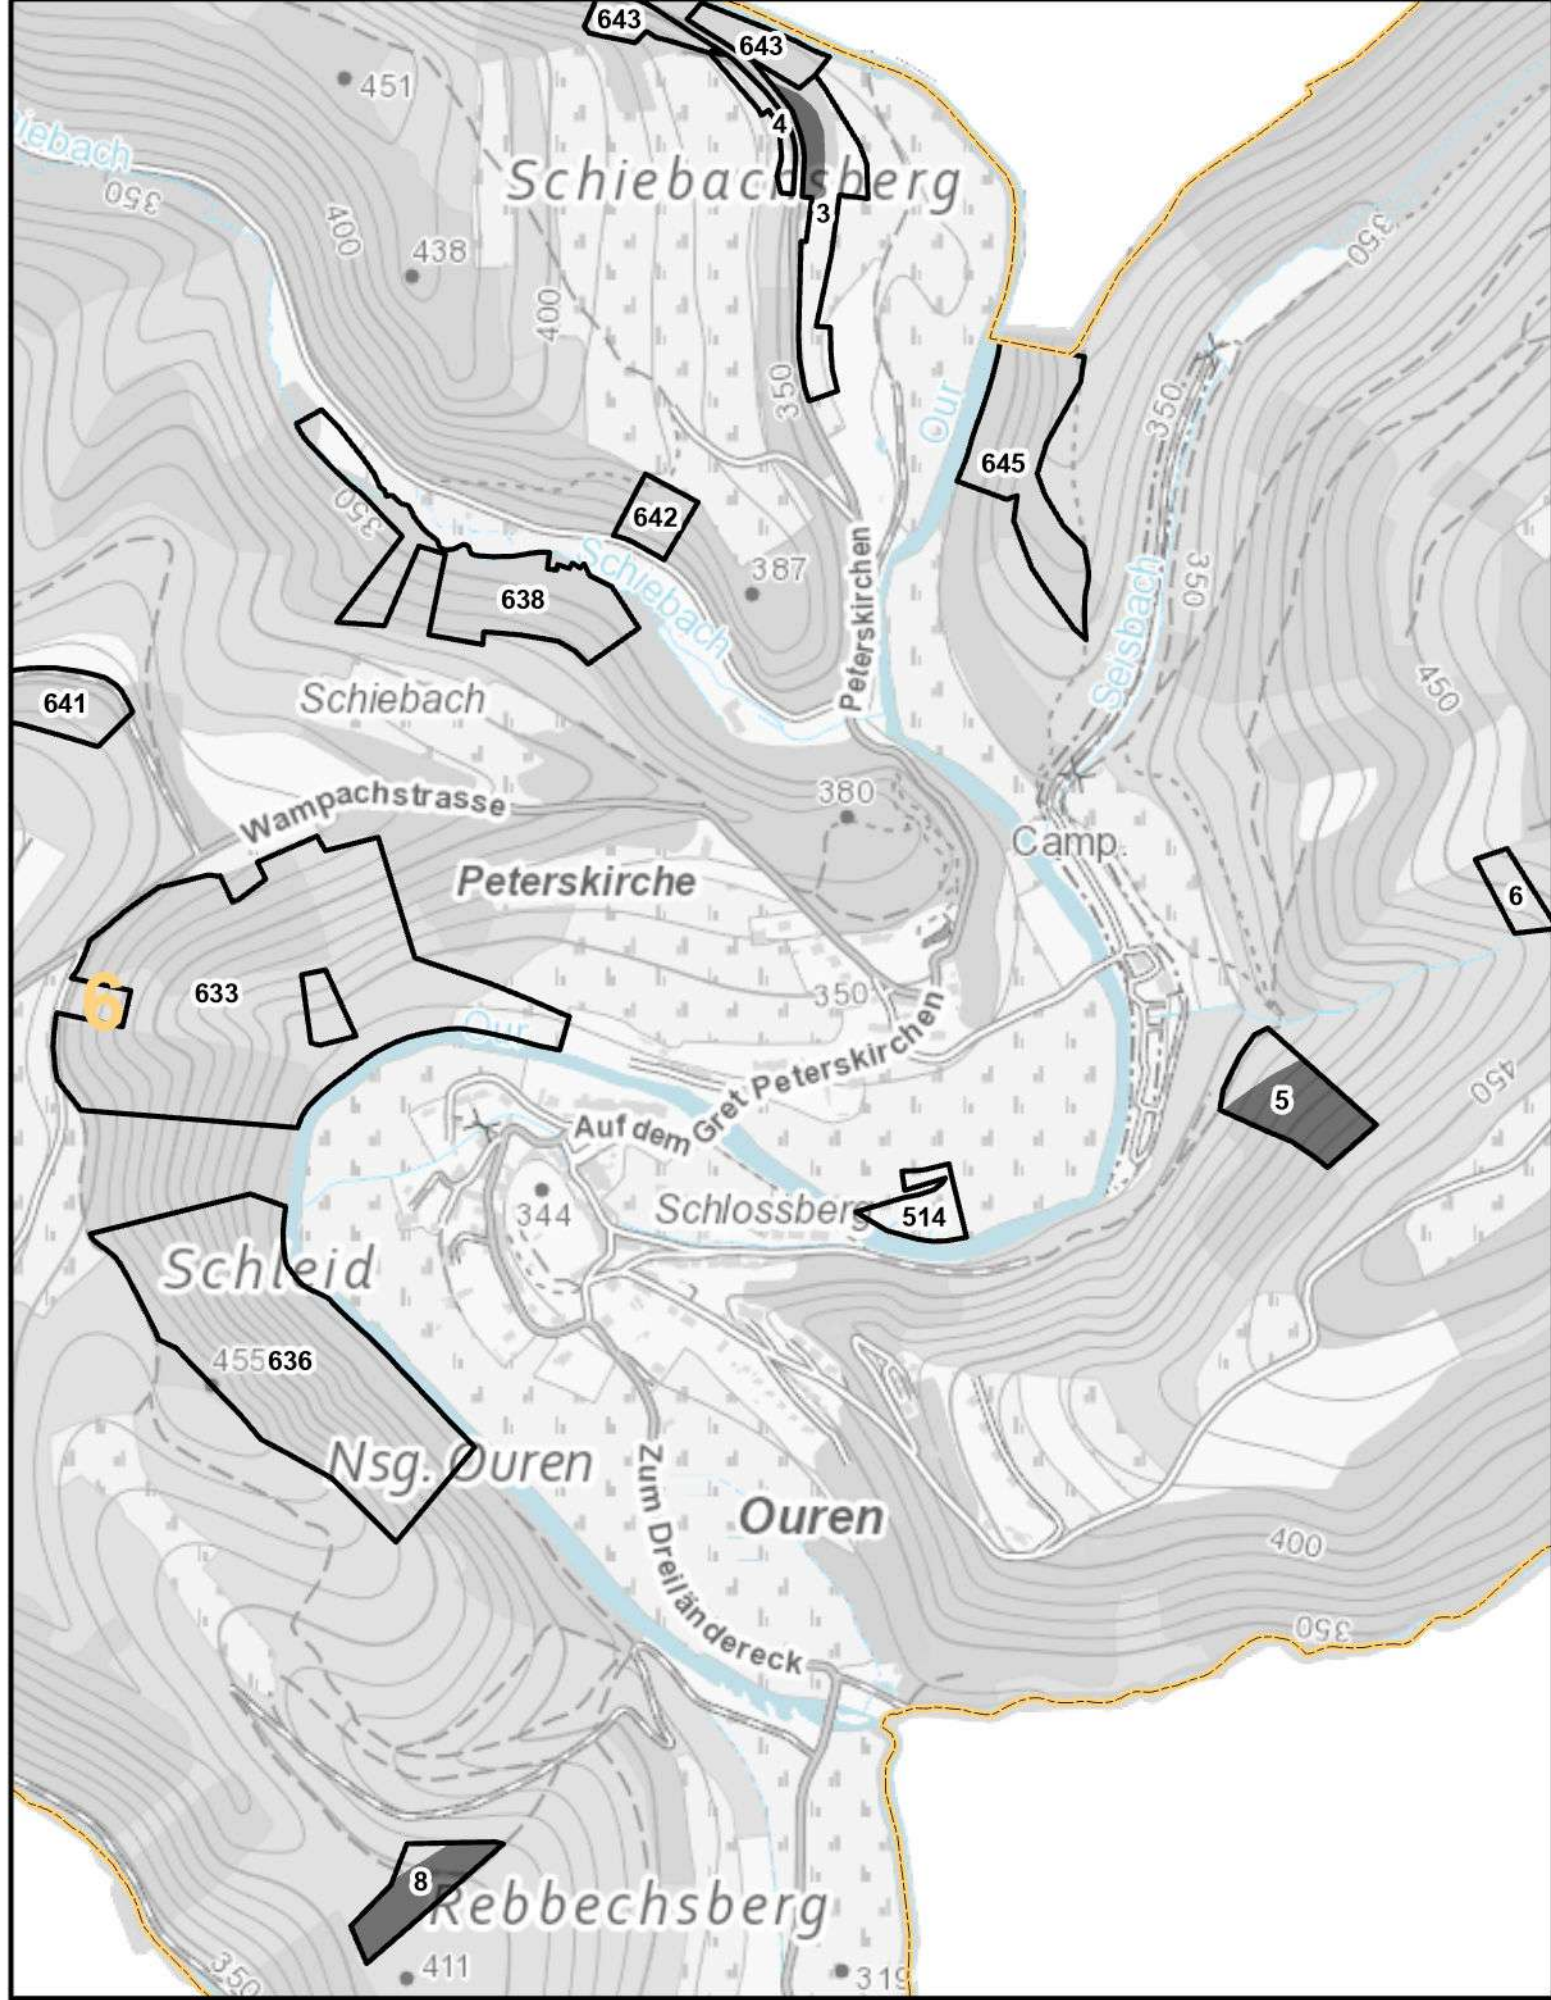 643
643
451
4
iebach
350
Schiebachsberg
400
3
438
350
400
350
Our
350
645
350
642
Schiebach
387
Peterskirchen
350
638
Seisbach
641
Schiebach
450
Wampachstrasse
380
Camp.
Peterskirche
6
633
6
350
Our
Auf dem Gret Peterskirchen
5
450
344
Schlossberg
514
Schleid
455
636
Nsg. Ouren
Zum Dreiländereck
Ouren
400
350
8
Rebbechsberg
411
319
350